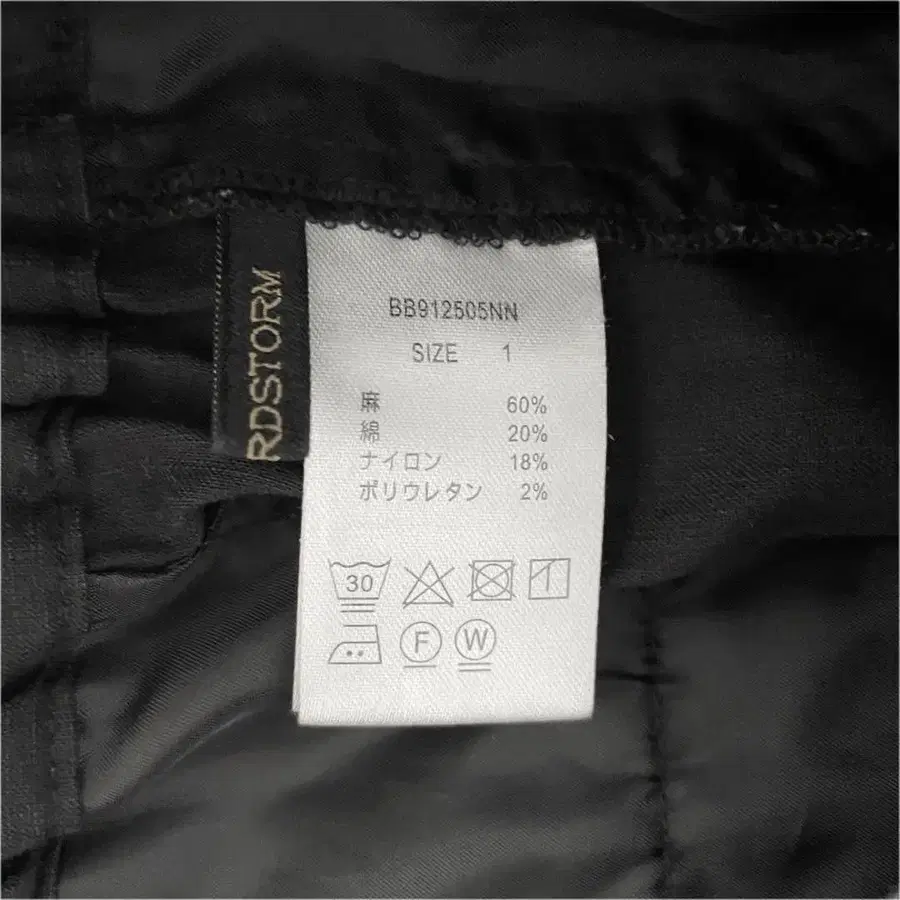 RDSTORM
BB912505NN
SIZE 1
麻 60%
綿 20%
ナイロン 18%
ポリウレタン 2%
30
F W